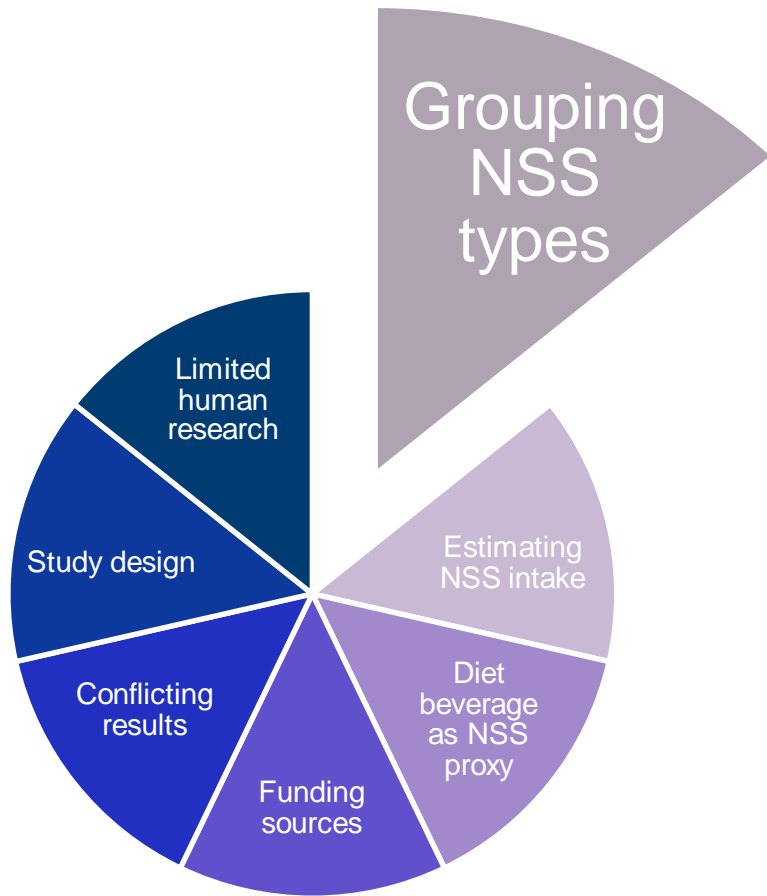 Grouping
NSS
types
Estimating
NSS intake
Diet
beverage
as NSS
proxy
Funding
sources
Conflicting
results
Study design
Limited
human
research